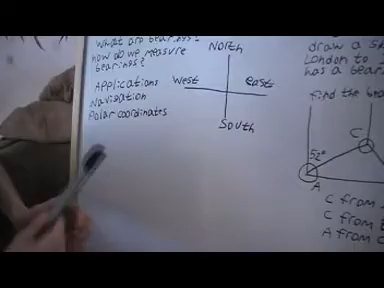 What are bearings?
how do we measure
bearings?
Applications
Navigation
Polar coordinates
North
West
east
South
draw a
London to
has a bear
find the
C
52°
A
C from
C from
A from